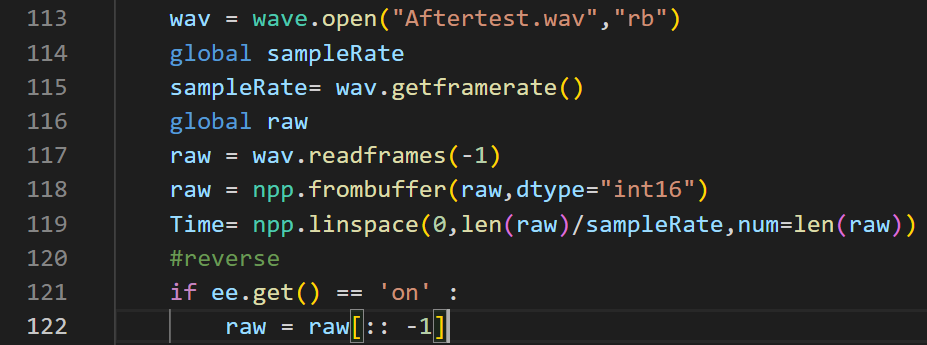 113 wav = wave.open("Aftertest.wav","rb")
114 global sampleRate
115 sampleRate= wav.getframerate()
116 global raw
117 raw = wav.readframes(-1)
118 raw = npp.frombuffer(raw,dtype="int16")
119 Time= npp.linspace(0,len(raw)/sampleRate,num=len(raw))
120 #reverse
121 if ee.get() == 'on' :
122 raw = raw[:: -1]